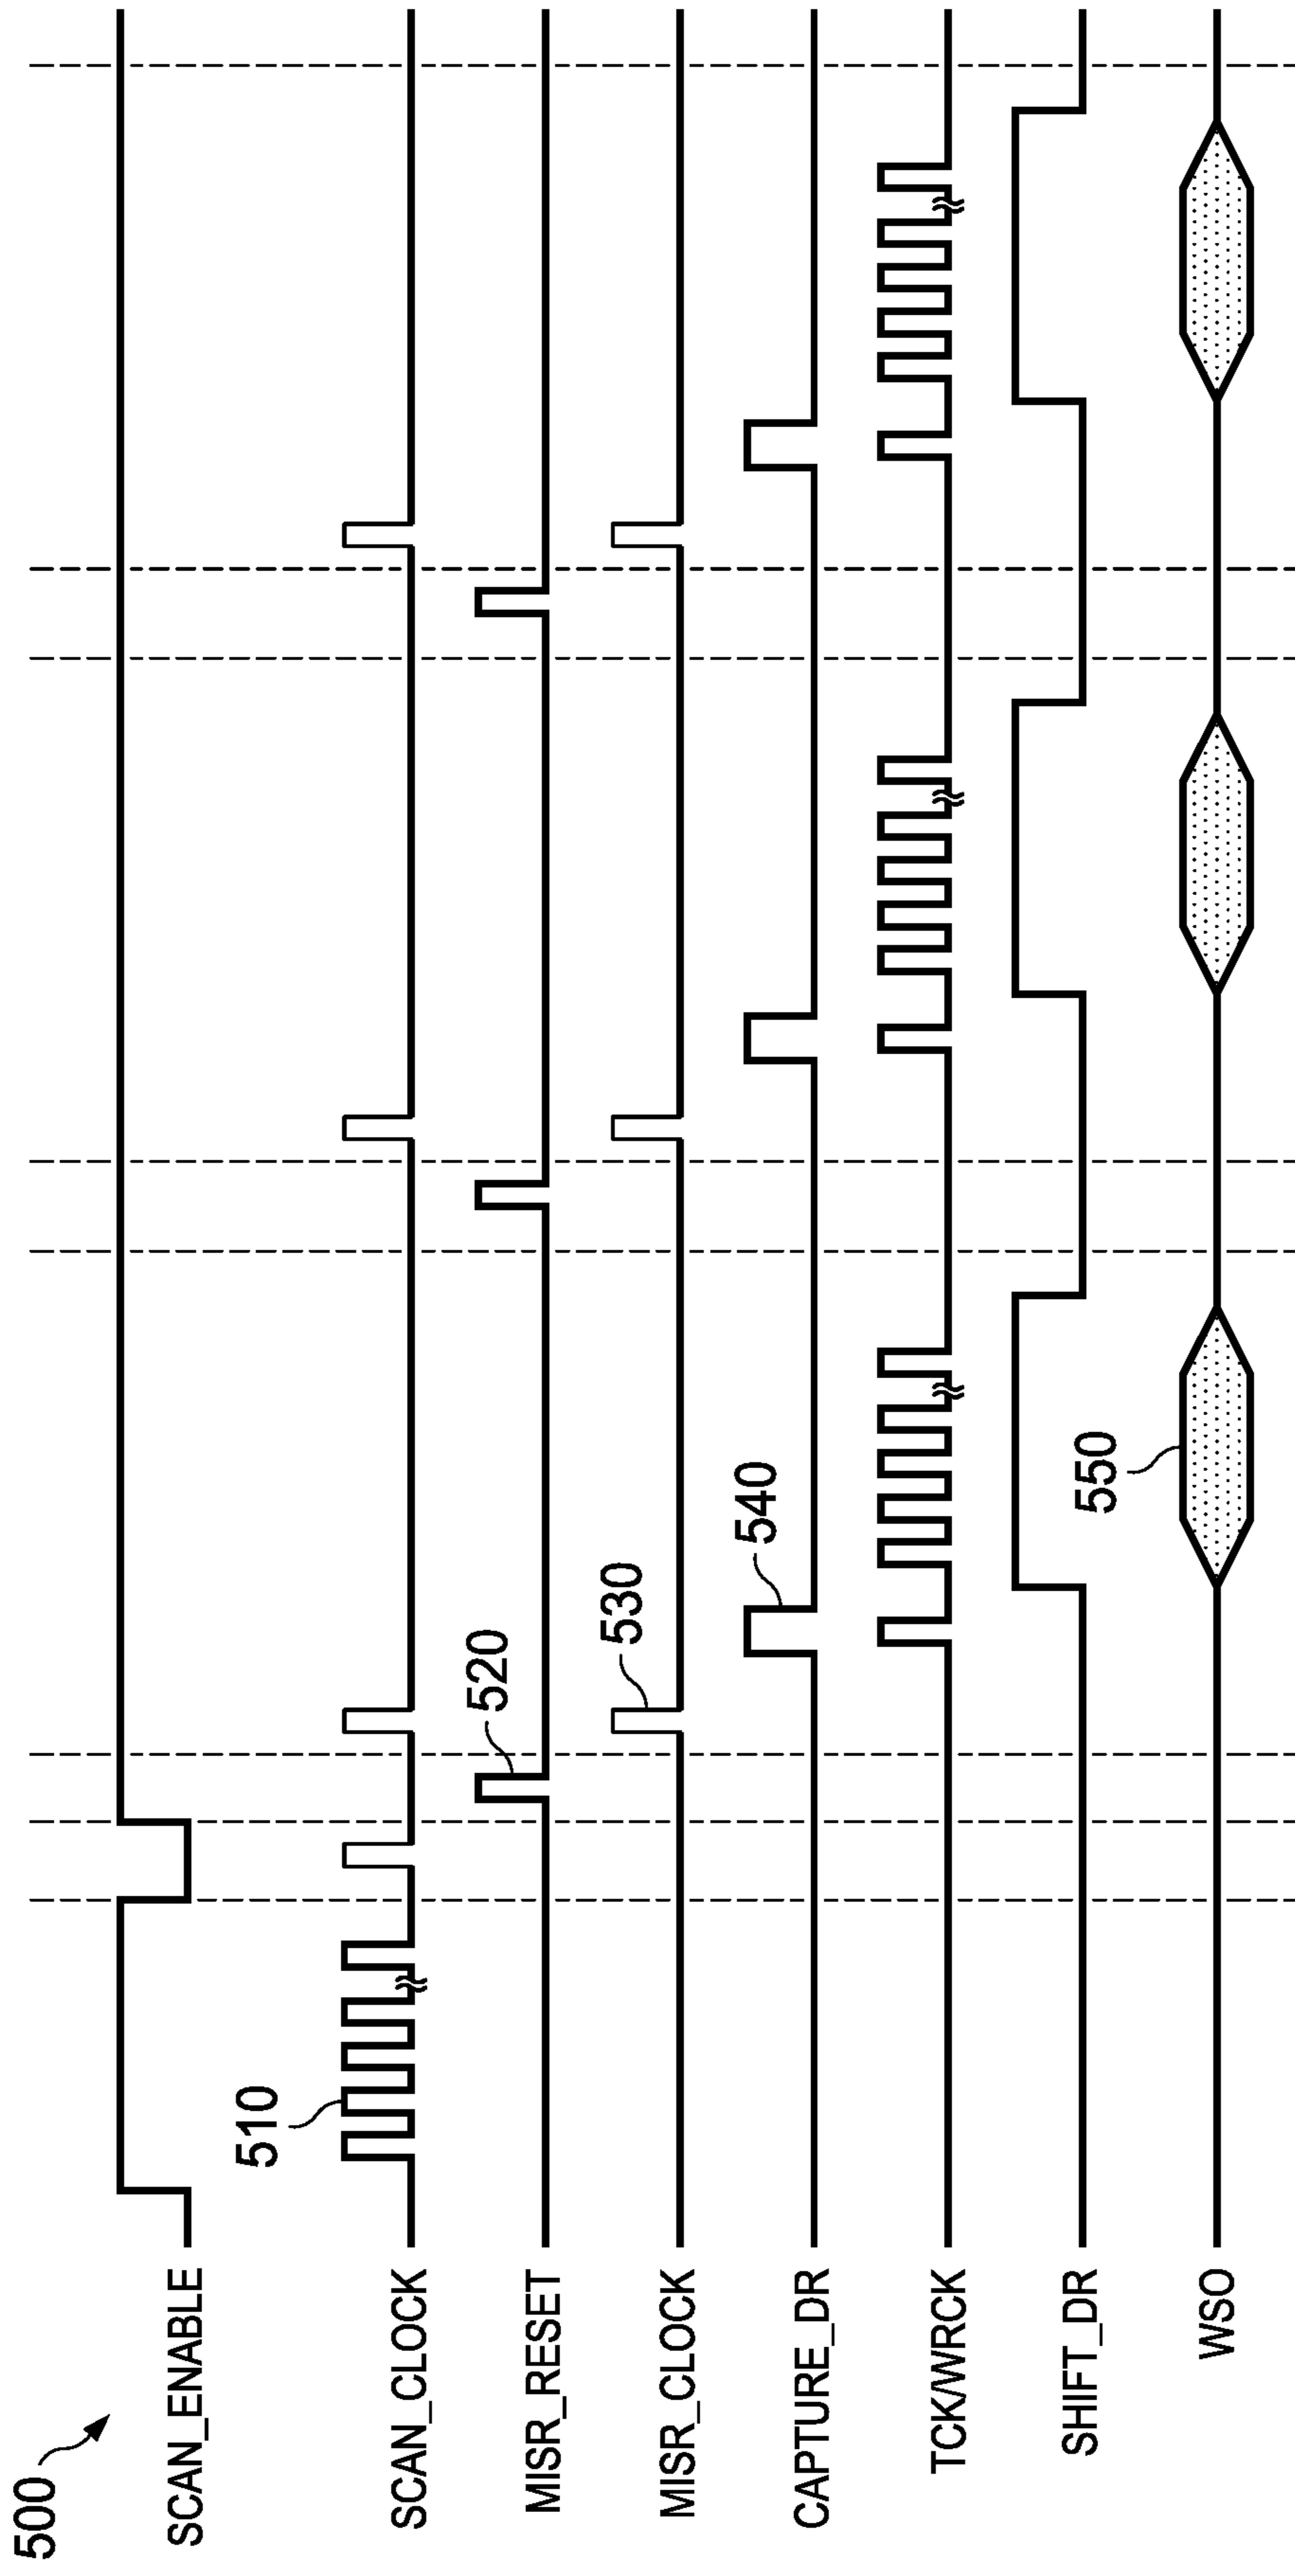 500
SCAN_ENABLE
510
SCAN_CLOCK
520
MISR_RESET
530
MISR_CLOCK
540
CAPTURE_DR
TCK/WRCK
550
SHIFT_DR
WSO